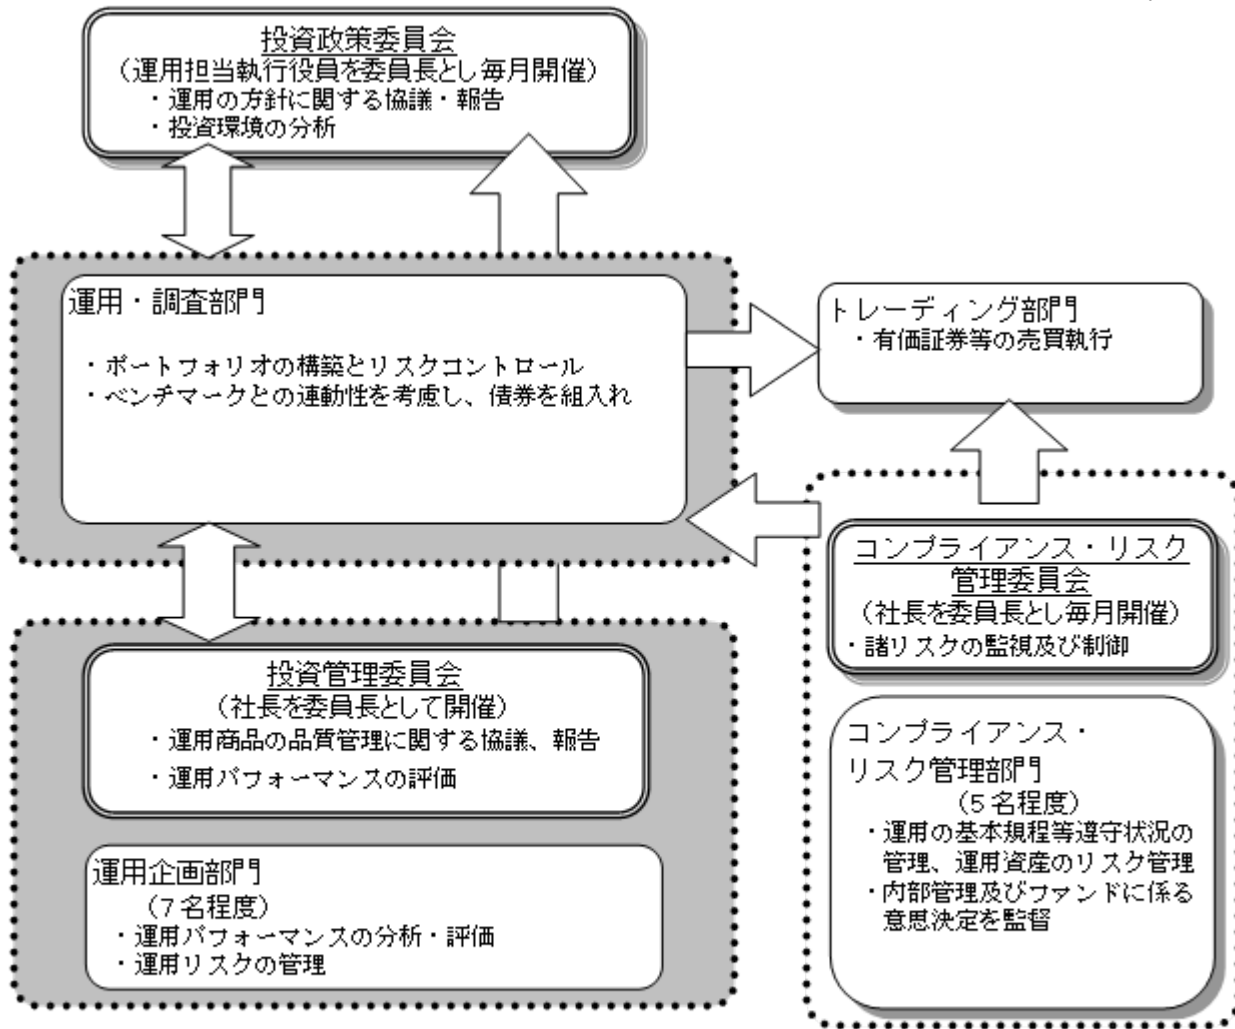 投資政策委員会
（運用担当執行役員を委員長とし毎月開催）
・運用の方針に関する協議・報告
・投資環境の分析
運用・調査部門
・ポートフォリオの構築とリスクコントロール
・ベンチマークとの連動性を考慮し、債券を組入れ
トレーディング部門
・有価証券等の売買執行
コンプライアンス・リスク
管理委員会
（社長を委員長とし毎月開催）
・諸リスクの監視及び制御
投資管理委員会
（社長を委員長として開催）
・運用商品の品質管理に関する協議、報告
・運用パフォーマンスの評価
コンプライアンス・
リスク管理部門
（５名程度）
・運用の基本規程等遵守状況の
管理、運用資産のリスク管理
・内部管理及びファンドに係る
意思決定を監督
運用企画部門
（７名程度）
・運用パフォーマンスの分析・評価
・運用リスクの管理